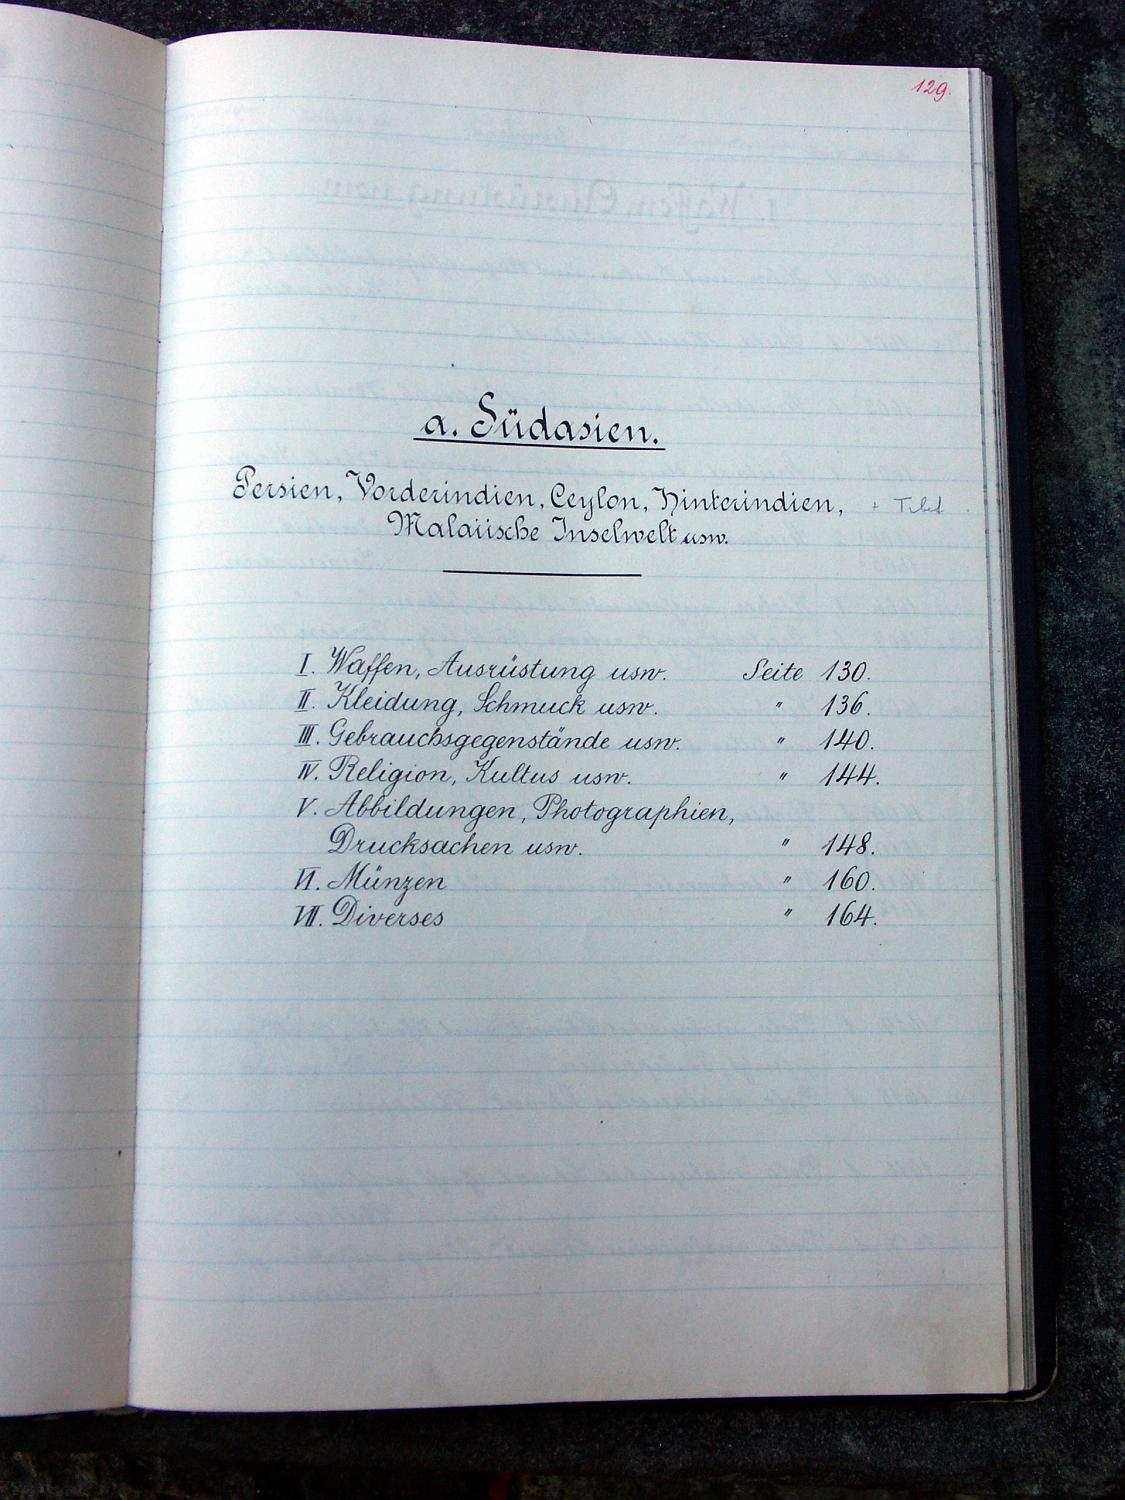 129.
a. Südasien.
Persien, Vorderindien, Ceylon, Hinterindien, + Tibet
Malaiische Inselwelt usw.
I. Waffen, Ausrüstung usw. Seite 130.
II. Kleidung, Schmuck usw. " 136.
III. Gebrauchsgegenstände usw. " 140.
IV. Religion, Kultus usw. " 144.
V. Abbildungen, Photographien,
Drucksachen usw. " 148.
VI. Münzen " 160.
VII. Diverses " 164.